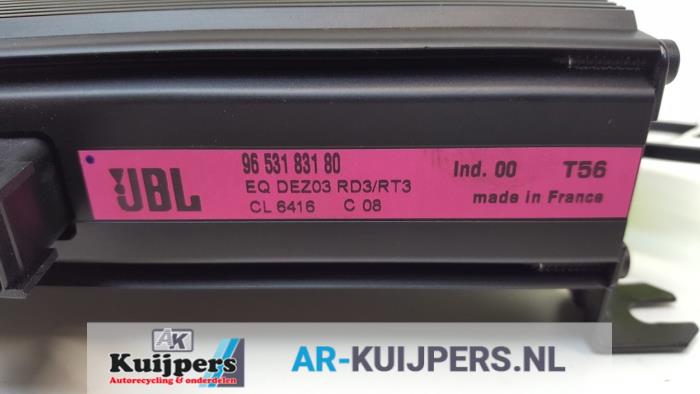 JBL
96 531 831 80
EQ DEZ03 RD3/RT3
CL 6416 C 08
Ind. 00 T56
made in France
AK
Kuijpers
Autorecycling & onderdelen
AR-KUIJPERS.NL